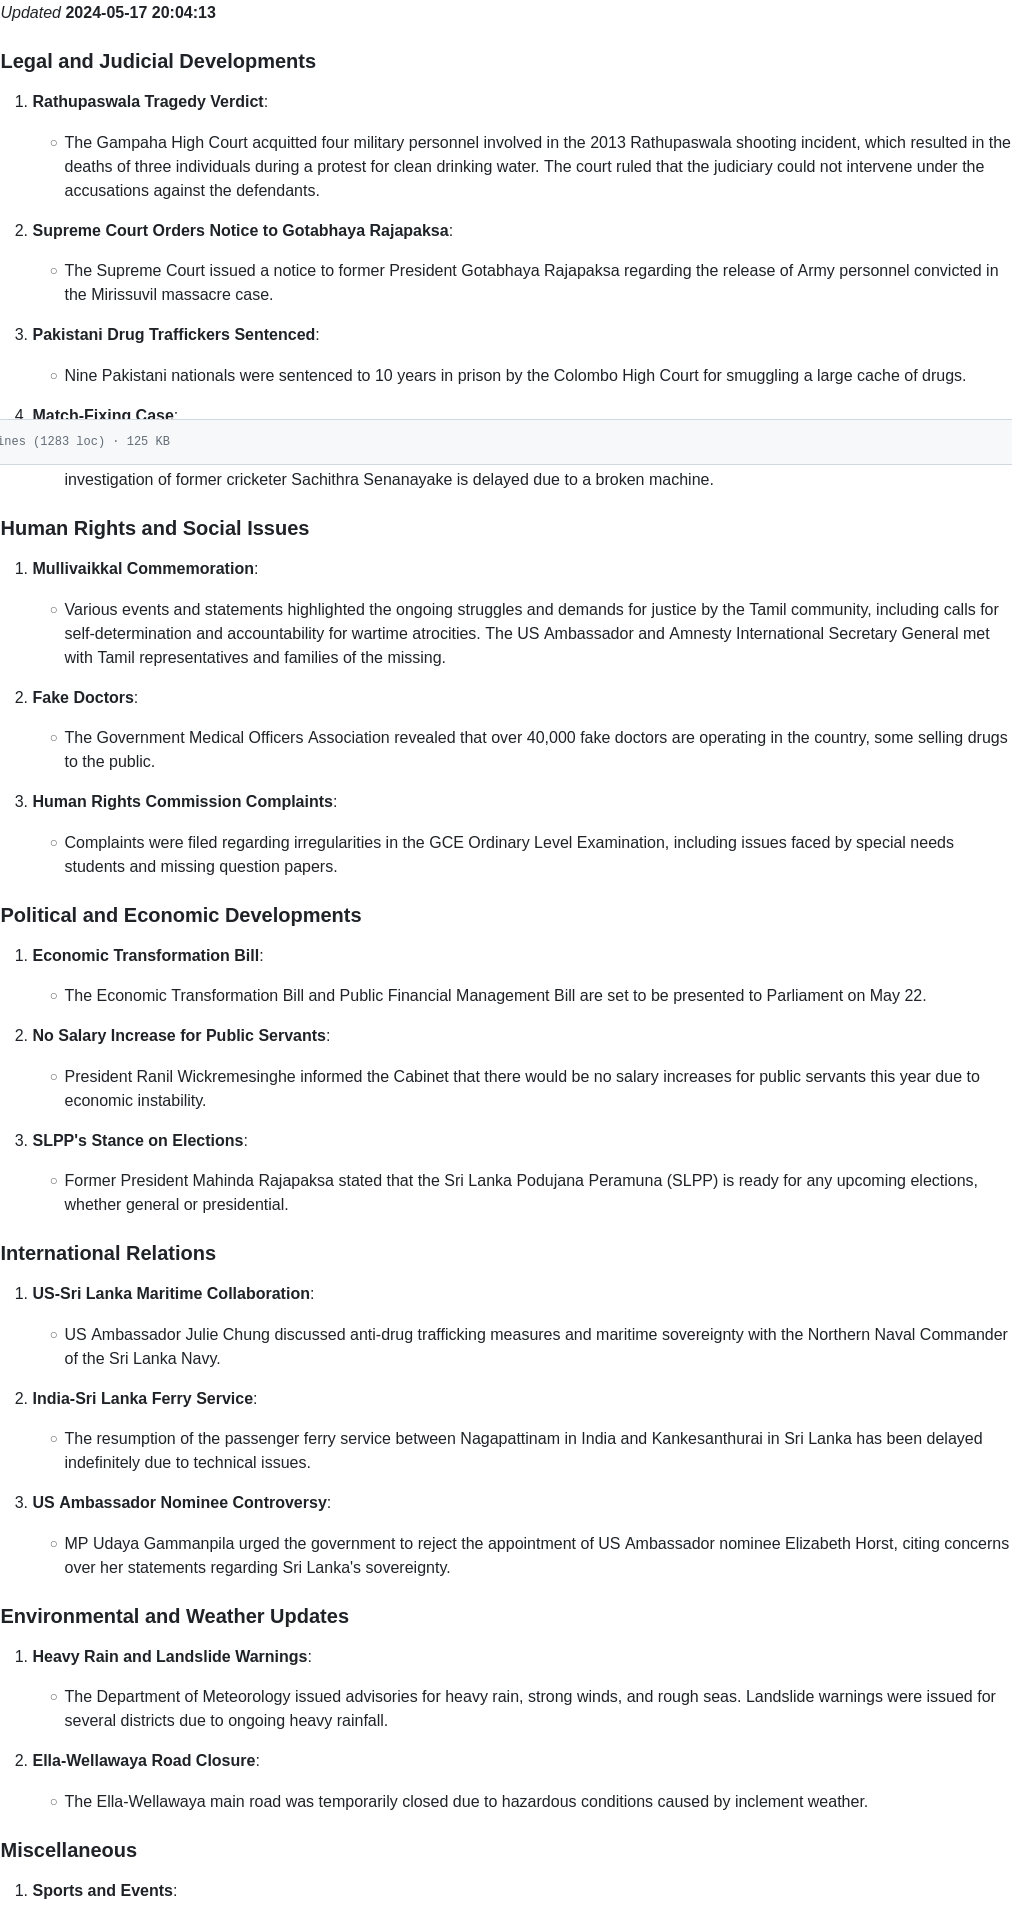 Updated 2024-05-17 20:04:13
Legal and Judicial Developments
1. Rathupaswala Tragedy Verdict:
○ The Gampaha High Court acquitted four military personnel involved in the 2013 Rathupaswala shooting incident, which resulted in the
deaths of three individuals during a protest for clean drinking water. The court ruled that the judiciary could not intervene under the
accusations against the defendants.
2. Supreme Court Orders Notice to Gotabhaya Rajapaksa:
○ The Supreme Court issued a notice to former President Gotabhaya Rajapaksa regarding the release of Army personnel convicted in
the Mirissuvil massacre case.
3. Pakistani Drug Traffickers Sentenced:
○ Nine Pakistani nationals were sentenced to 10 years in prison by the Colombo High Court for smuggling a large cache of drugs.
4. Match-Fixing Case:
ines (1283 loc) · 125 KB
investigation of former cricketer Sachithra Senanayake is delayed due to a broken machine.
Human Rights and Social Issues
1. Mullivaikkal Commemoration:
○ Various events and statements highlighted the ongoing struggles and demands for justice by the Tamil community, including calls for
self-determination and accountability for wartime atrocities. The US Ambassador and Amnesty International Secretary General met
with Tamil representatives and families of the missing.
2. Fake Doctors:
○ The Government Medical Officers Association revealed that over 40,000 fake doctors are operating in the country, some selling drugs
to the public.
3. Human Rights Commission Complaints:
○ Complaints were filed regarding irregularities in the GCE Ordinary Level Examination, including issues faced by special needs
students and missing question papers.
Political and Economic Developments
1. Economic Transformation Bill:
○ The Economic Transformation Bill and Public Financial Management Bill are set to be presented to Parliament on May 22.
2. No Salary Increase for Public Servants:
○ President Ranil Wickremesinghe informed the Cabinet that there would be no salary increases for public servants this year due to
economic instability.
3. SLPP's Stance on Elections:
○ Former President Mahinda Rajapaksa stated that the Sri Lanka Podujana Peramuna (SLPP) is ready for any upcoming elections,
whether general or presidential.
International Relations
1. US-Sri Lanka Maritime Collaboration:
○ US Ambassador Julie Chung discussed anti-drug trafficking measures and maritime sovereignty with the Northern Naval Commander
of the Sri Lanka Navy.
2. India-Sri Lanka Ferry Service:
○ The resumption of the passenger ferry service between Nagapattinam in India and Kankesanthurai in Sri Lanka has been delayed
indefinitely due to technical issues.
3. US Ambassador Nominee Controversy:
○ MP Udaya Gammanpila urged the government to reject the appointment of US Ambassador nominee Elizabeth Horst, citing concerns
over her statements regarding Sri Lanka's sovereignty.
Environmental and Weather Updates
1. Heavy Rain and Landslide Warnings:
○ The Department of Meteorology issued advisories for heavy rain, strong winds, and rough seas. Landslide warnings were issued for
several districts due to ongoing heavy rainfall.
2. Ella-Wellawaya Road Closure:
○ The Ella-Wellawaya main road was temporarily closed due to hazardous conditions caused by inclement weather.
Miscellaneous
1. Sports and Events: